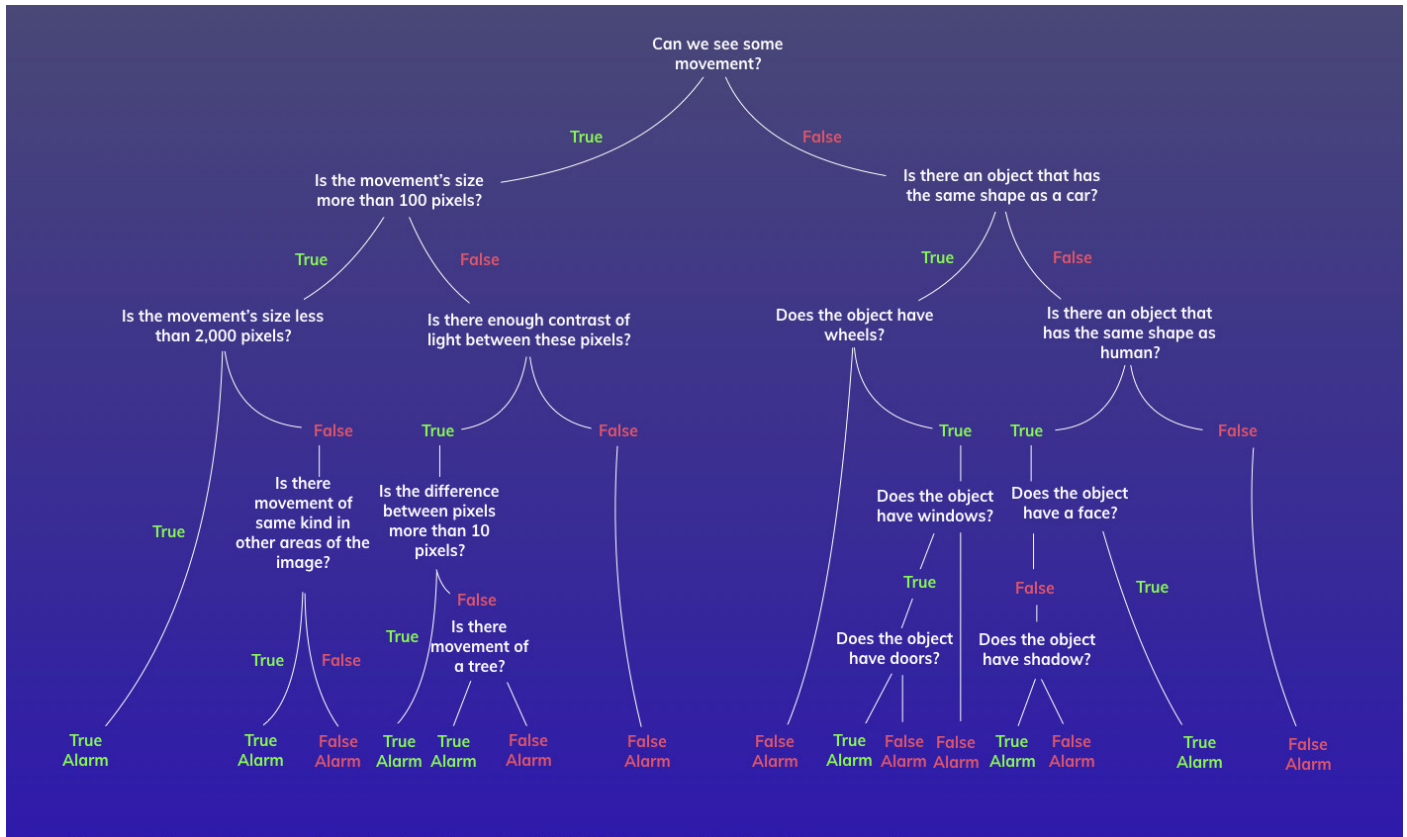 Can we see some
movement?
True
False
Is the movement's size
more than 100 pixels?
Is there an object that has
the same shape as a car?
True
False
True
False
Is the movement's size less
than 2,000 pixels?
Is there enough contrast of
light between these pixels?
Does the object have
wheels?
Is there an object that
has the same shape as
human?
False
True
False
True
True
False
Is there
movement of
same kind in
other areas of the
image?
Is the difference
between pixels
more than 10
pixels?
Does the object
have windows?
Does the object
have a face?
True
False
True
False
True
Is there
movement of
a tree?
True
Does the object
have doors?
Does the object
have shadow?
True
False
True
Alarm
True
Alarm
False
Alarm
True
Alarm
True
Alarm
False
Alarm
False
Alarm
False
Alarm
True
Alarm
False
Alarm
False
Alarm
True
Alarm
False
Alarm
True
Alarm
False
Alarm